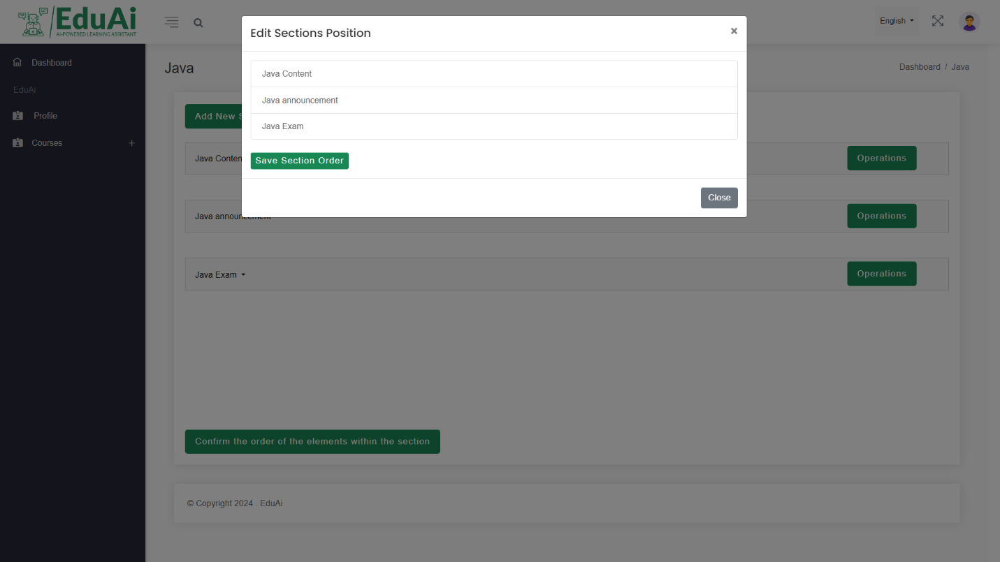 EduAi
AI-POWERED LEARNING ASSISTANT
English
Edit Sections Position
×
Java Content
Java announcement
Java Exam
Save Section Order
Close
Dashboard
EduAi
Profile
Courses
Java
Dashboard / Java
Add New
Java Conten
Operations
Java announcement
Operations
Java Exam
Operations
Confirm the order of the elements within the section
© Copyright 2024 . EduAi